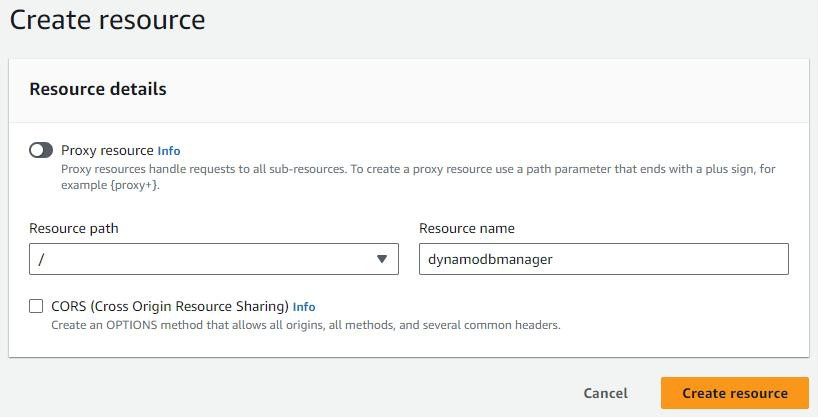 Create resource
Resource details
Proxy resource Info
Proxy resources handle requests to all sub-resources. To create a proxy resource use a path parameter that ends with a plus sign, for
example {proxy+}.
Resource path
Resource name
/
dynamodbmanager
CORS (Cross Origin Resource Sharing) Info
Create an OPTIONS method that allows all origins, all methods, and several common headers.
Cancel
Create resource